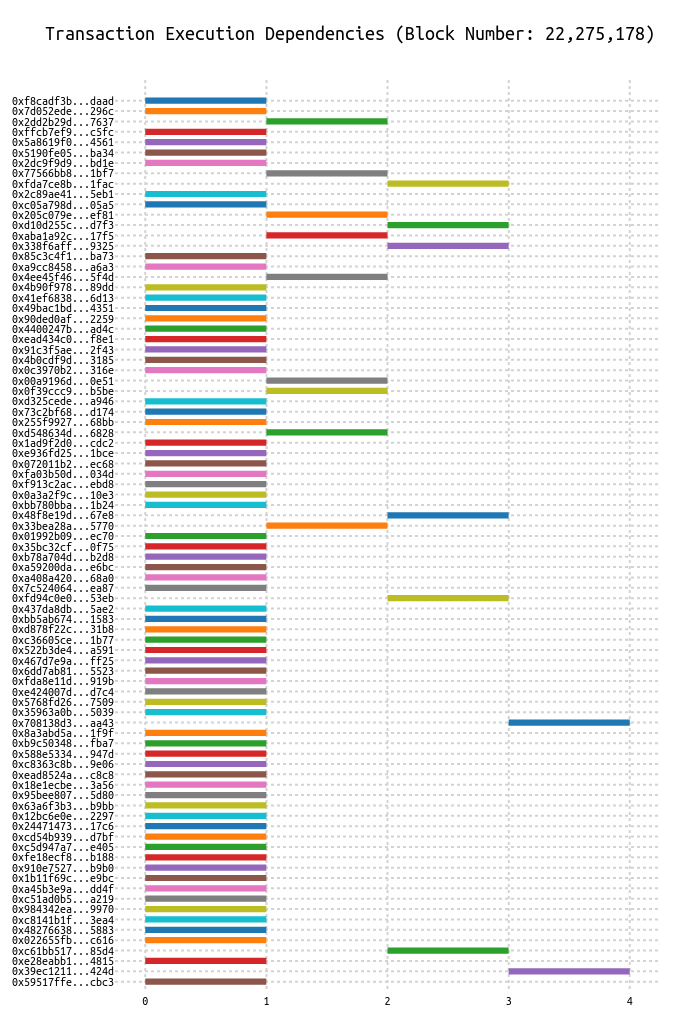 Transaction Execution Dependencies (Block Number: 22,275,178)
0xf8cadf3b...daad
0x7d052ede...296c
0x2dd2b29d...7637
0xffcb7ef9...c5fc
0x5a8619f0...4561
0x5190fe05...ba34
0x2dc9f9d9...bd1e
0x77566bb8...1bf7
0xfda7ce8b...1fac
0x2c89ae41...5eb1
0xc05a798d...05a5
0x205c079e...ef81
0xd10d255c...d7f3
0xaba1a92c...17f5
0x338f6aff...9325
0x85c3c4f1...ba73
0xa9cc8458...a6a3
0x4ee45f46...5f4d
0x4b90f978...89dd
0x41ef6838...6d13
0x49bac1bd...4351
0x90ded0af...2259
0x4400247b...ad4c
0xead434c0...f8e1
0x91c3f5ae...2f43
0x4b0cdf9d...3185
0x0c3970b2...316e
0x00a9196d...0e51
0x0f39ccc9...b5be
0xd325cede...a946
0x73c2bf68...d174
0x255f9927...68bb
0xd548634d...6828
0x1ad9f2d0...cdc2
0xe936fd25...1bce
0x072011b2...ec68
0xfa03b50d...034d
0xf913c2ac...ebd8
0x0a3a2f9c...10e3
0xbb780bba...1b24
0x48f8e19d...67e8
0x33bea28a...5770
0x01992b09...ec70
0x35bc32cf...0f75
0xb78a704d...b2d8
0xa59200da...e6bc
0xa408a420...68a0
0x7c524064...ea87
0xfd94c0e0...53eb
0x437da8db...5ae2
0xbb5ab674...1583
0xd878f22c...31b8
0xc36605ce...1b77
0x522b3de4...a591
0x467d7e9a...ff25
0x6dd7ab81...5523
0xfda8e11d...919b
0xe424007d...d7c4
0x5768fd26...7509
0x35963a0b...5039
0x708138d3...aa43
0x8a3abd5a...1f9f
0xb9c50348...fba7
0x588e5334...947d
0xc8363c8b...9e06
0xead8524a...c8c8
0x18e1ecbe...3a56
0x95bee807...5d80
0x63a6f3b3...b9bb
0x12bc6e0e...2297
0x24471473...17c6
0xcd54b939...d7bf
0xc5d947a7...e405
0xfe18ecf8...b188
0x910e7527...b9b0
0x1b11f69c...e9bc
0xa45b3e9a...dd4f
0xc51ad0b5...a219
0x984342ea...9970
0xc8141b1f...3ea4
0x48276638...5883
0x022655fb...c616
0xc61bb517...85d4
0xe28eabb1...4815
0x39ec1211...424d
0x59517ffe...cbc3
0 1 2 3 4